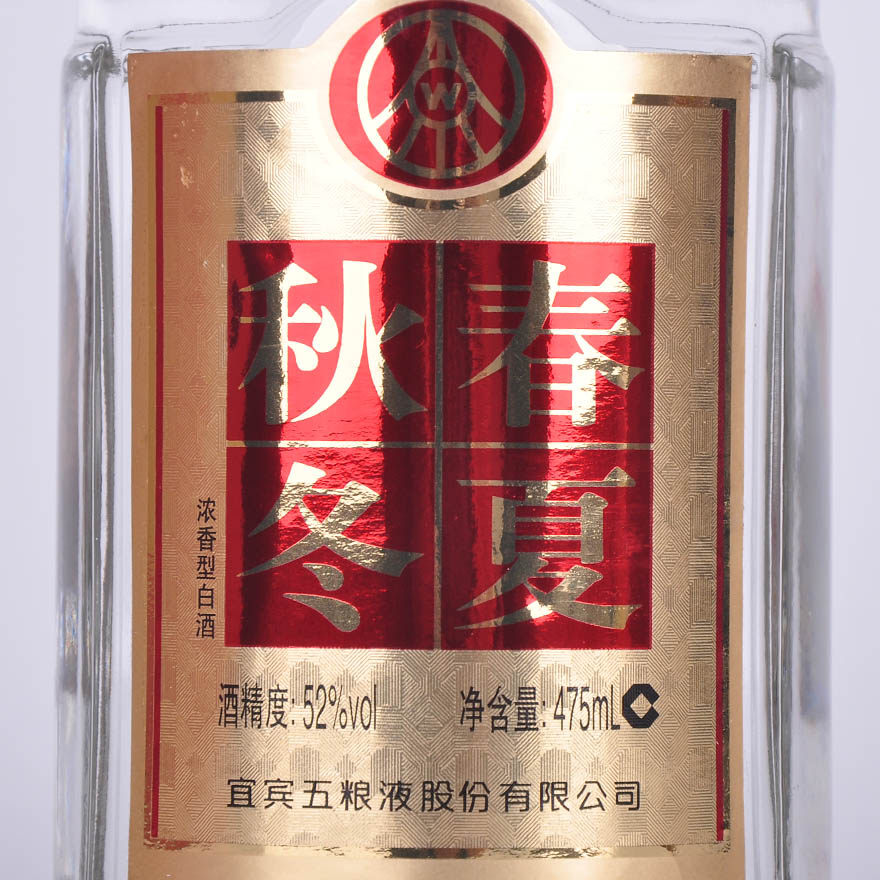 W
春夏
秋冬
浓香型白酒
酒精度: 52%vol
净含量: 475mL
宜宾五粮液股份有限公司